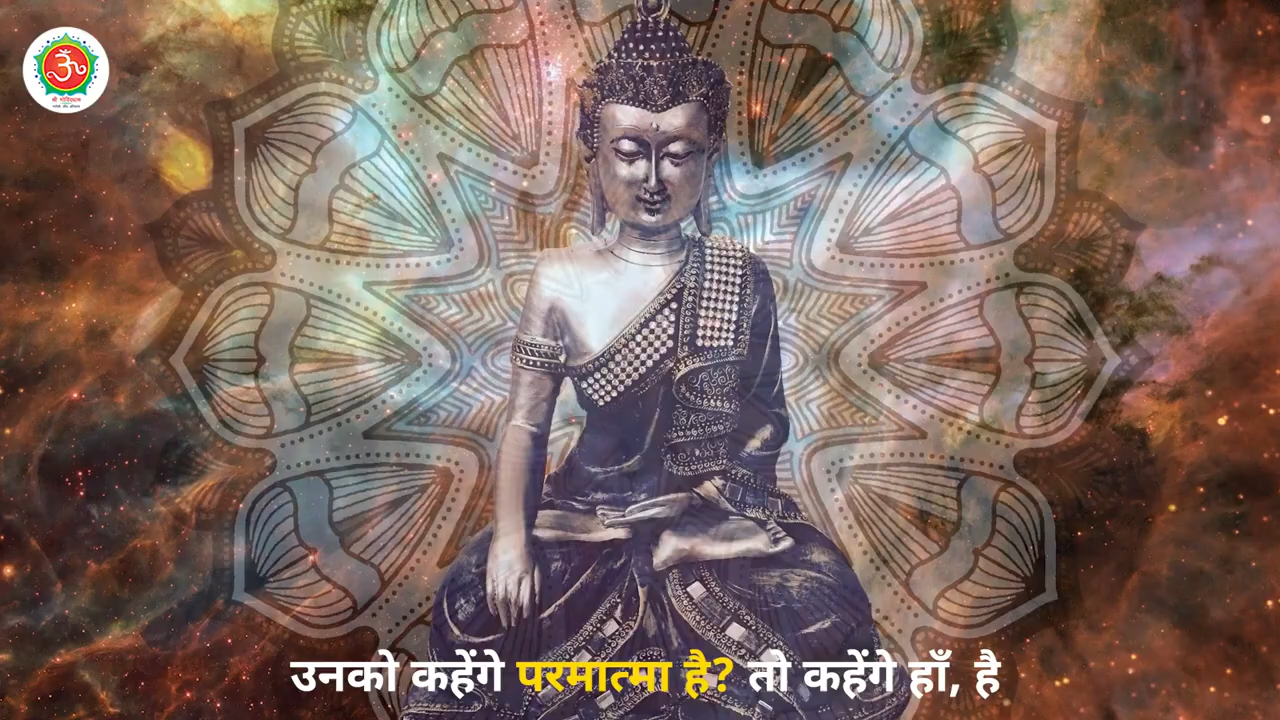 ॐ
उनको कहेंगे परमात्मा है? तो कहेंगे हाँ, है